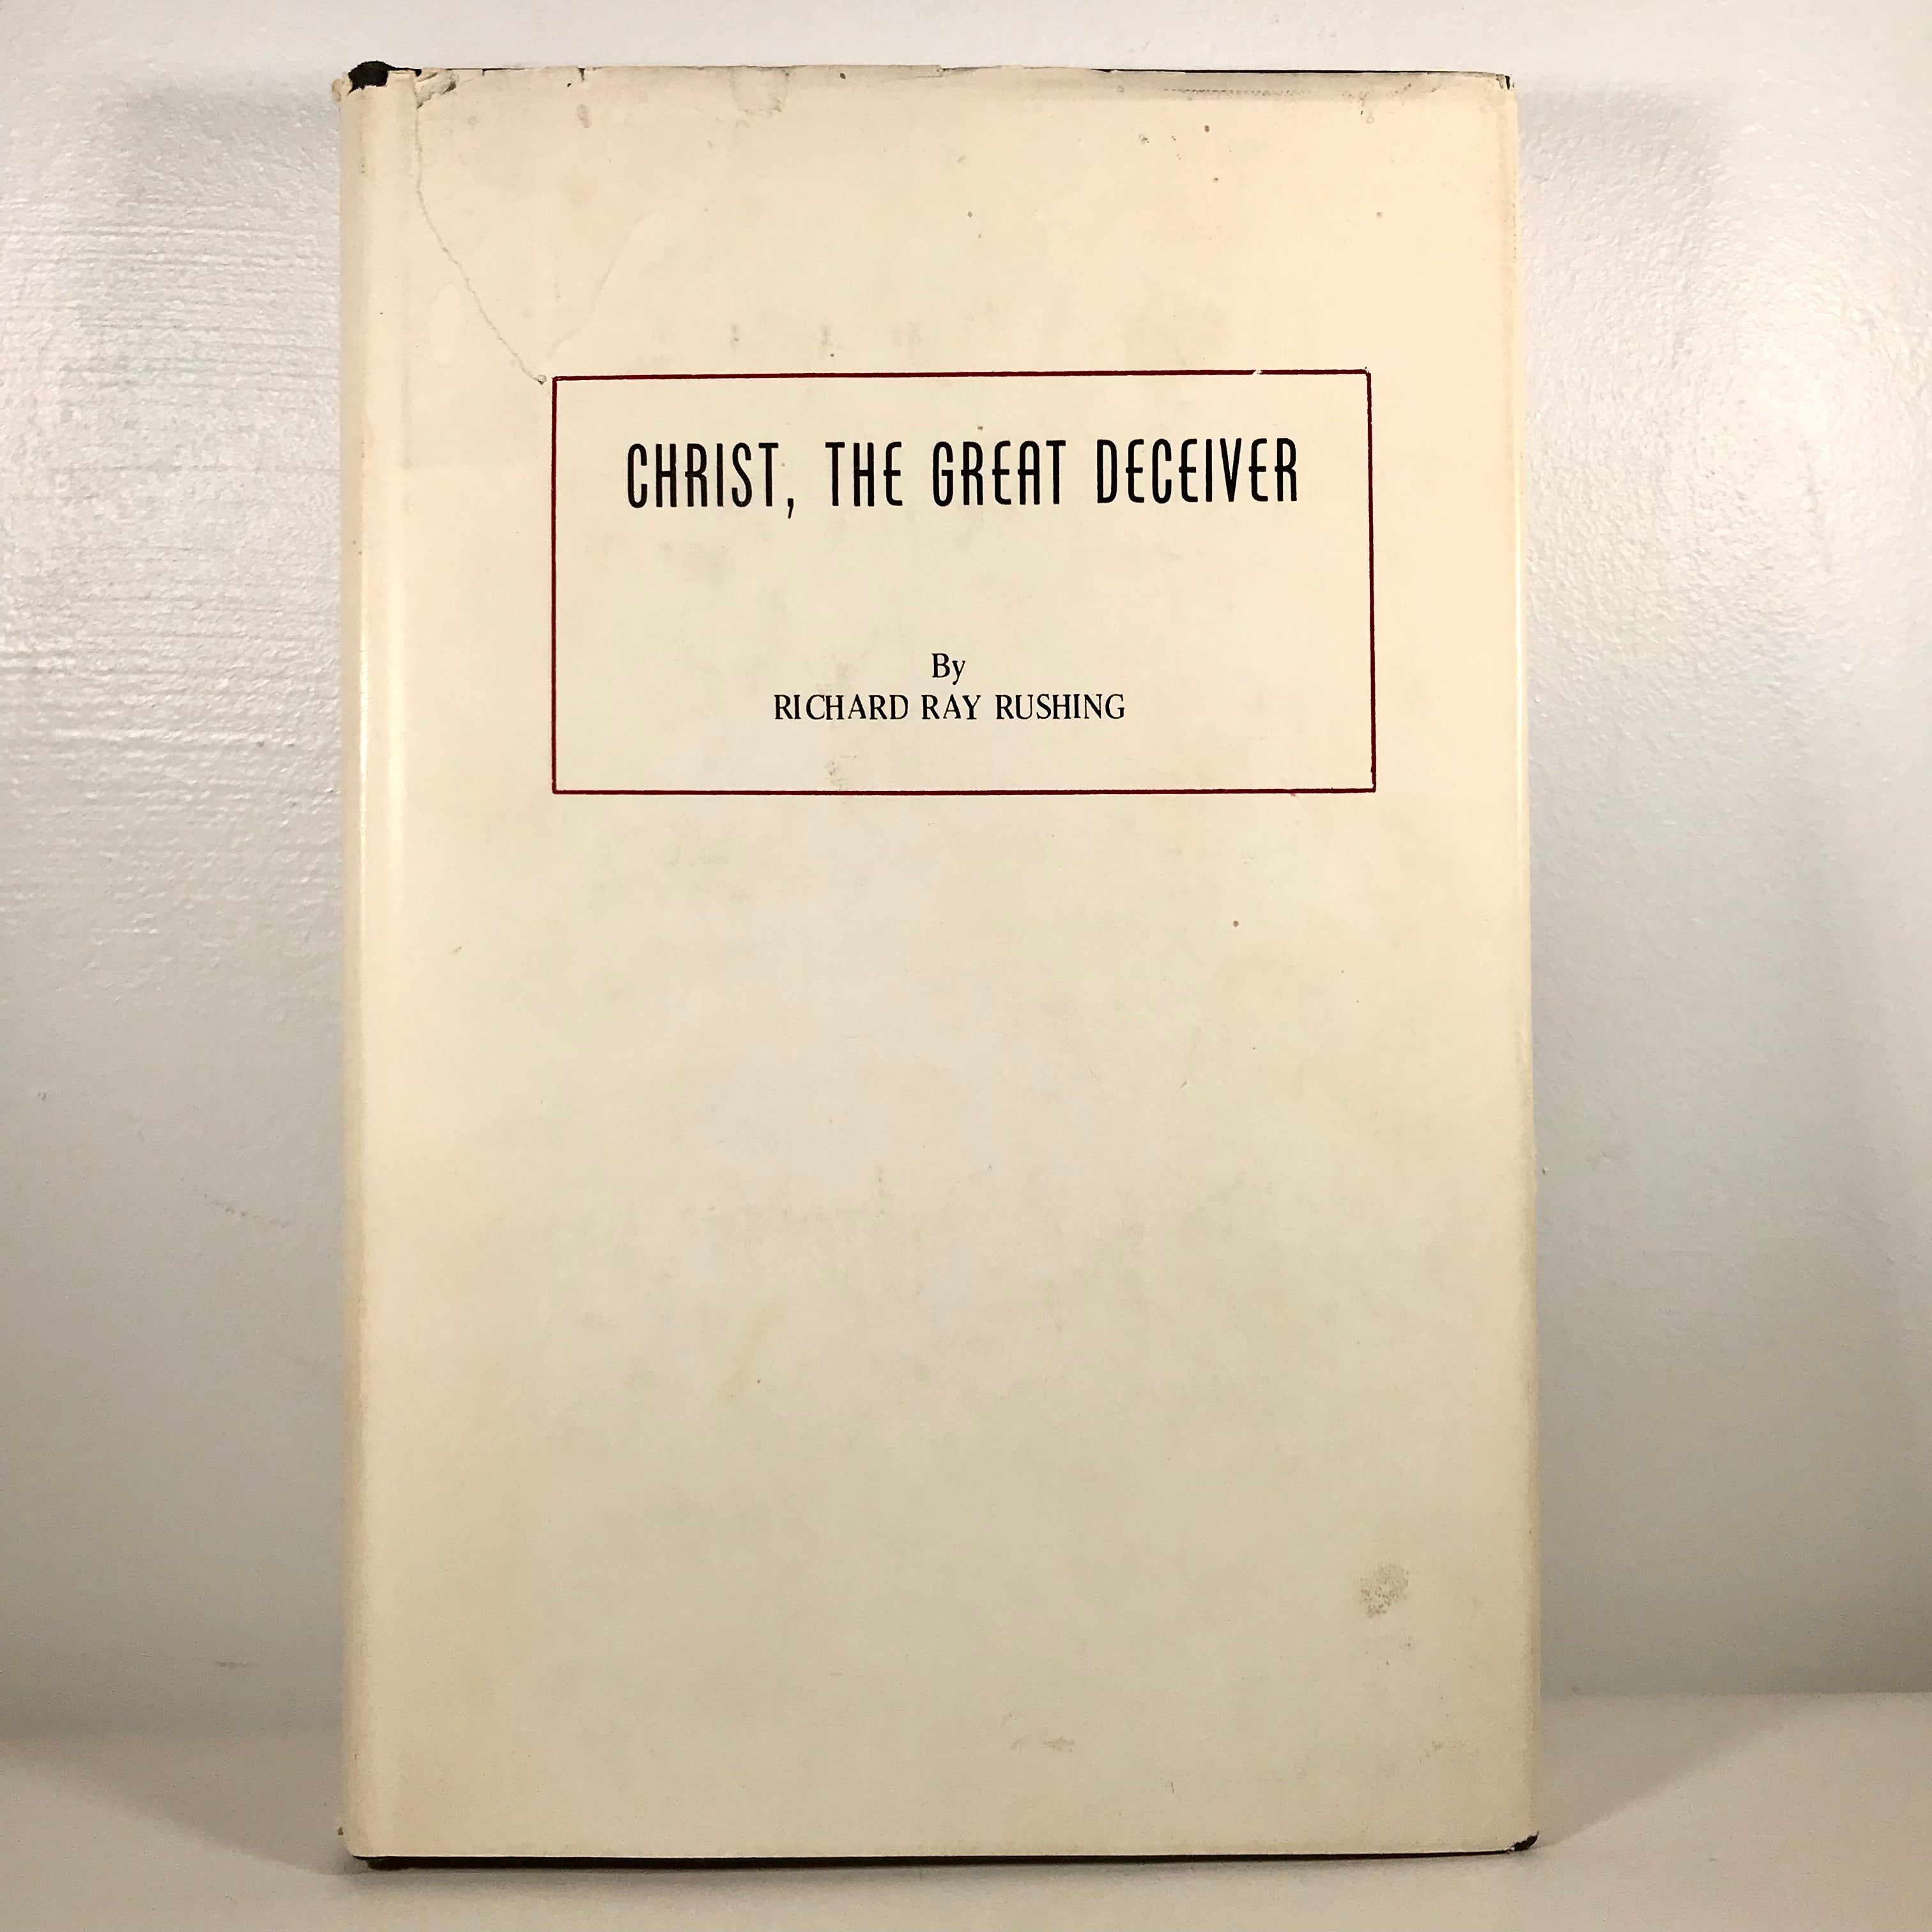 CHRIST, THE GREAT DECEIVER
By
RICHARD RAY RUSHING